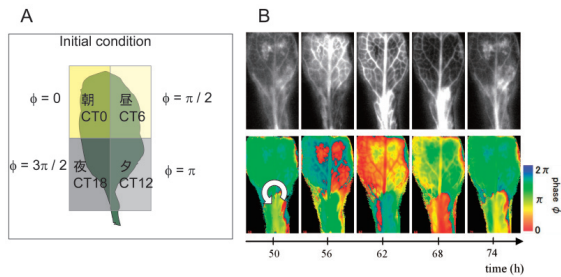 A
Initial condition
ϕ = 0
朝
CT0
昼
CT6
ϕ = π / 2
ϕ = 3π / 2
夜
CT18
夕
CT12
ϕ = π
B
2π
π
0
phase ϕ
50
56
62
68
74
time (h)